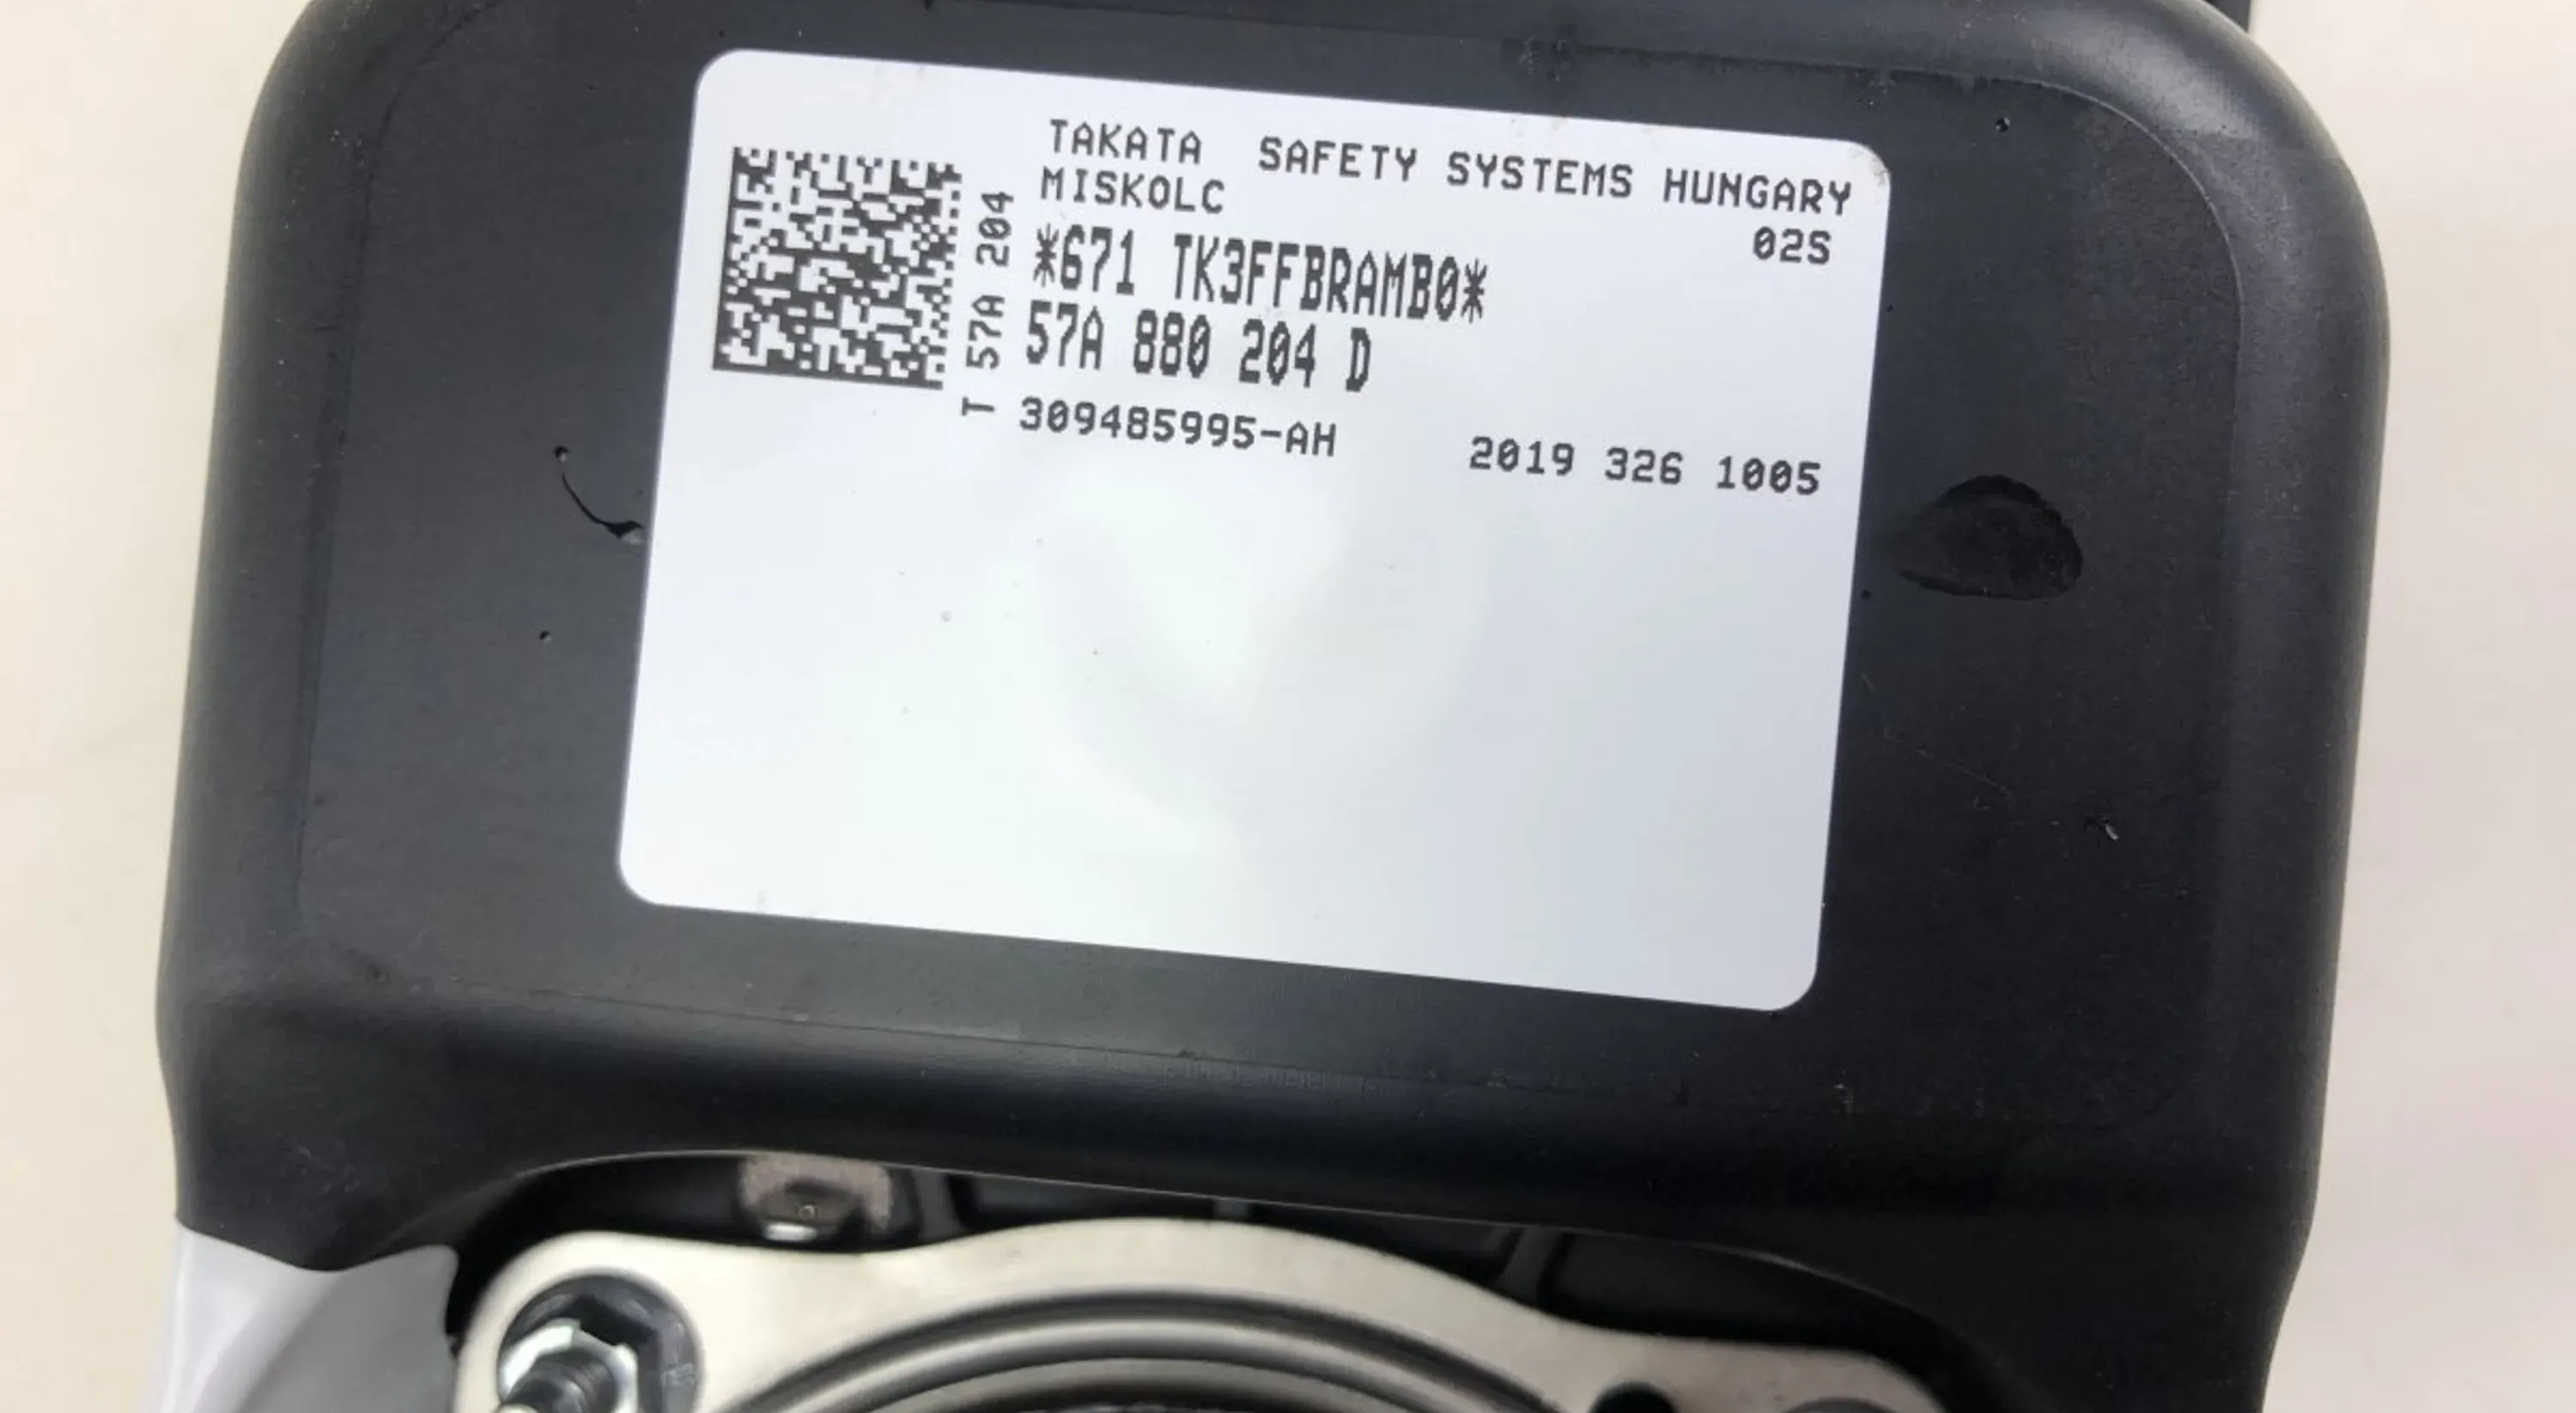 TAKATA SAFETY SYSTEMS HUNGARY
MISKOLC
02S
*671 TK3FFBRAMB0*
57A 880 204 D
309485995-AH 2019 326 1005
T 57A 204